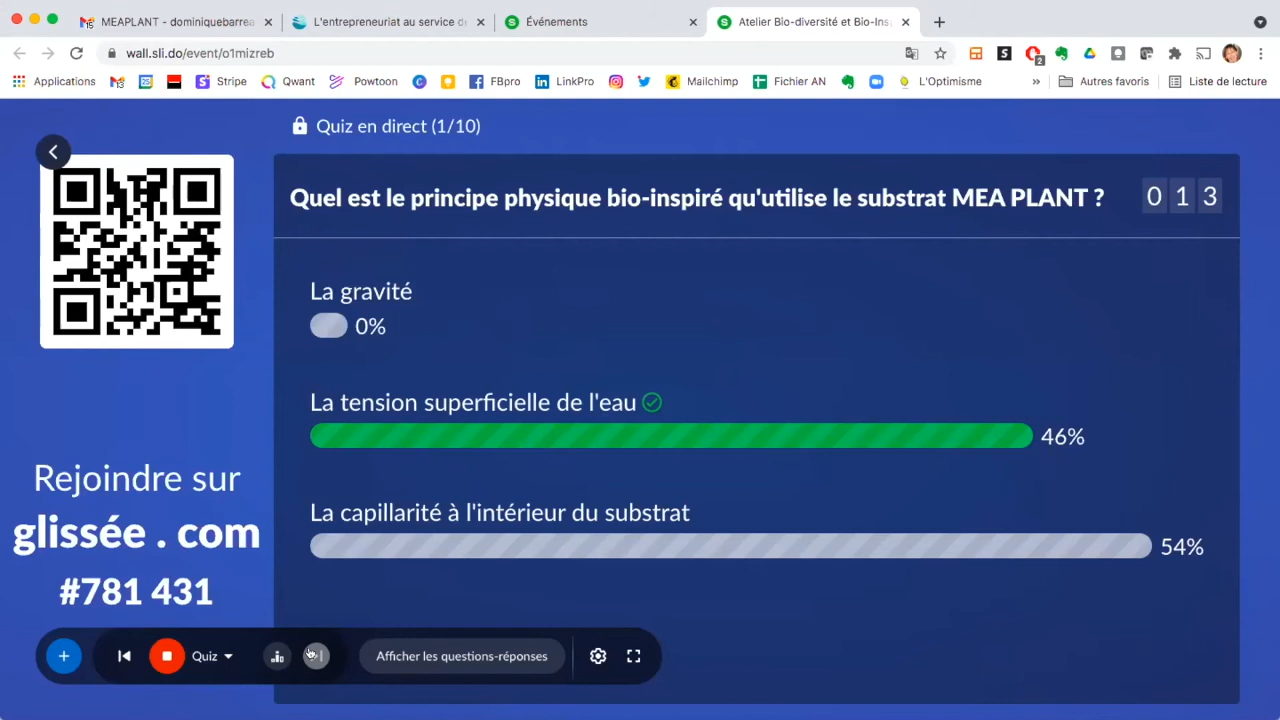 MEAPLANT - dominiquebarrea
L'entrepreneuriat au service de
Événements
Atelier Bio-diversité et Bio-Insp
wall.sli.do/event/o1mizreb
Applications
Stripe
Qwant
Powtoon
FBpro
LinkPro
Mailchimp
Fichier AN
L'Optimisme
»
Autres favoris
Liste de lecture
Quiz en direct (1/10)
Quel est le principe physique bio-inspiré qu'utilise le substrat MEA PLANT ?
0 1 3
La gravité
0%
La tension superficielle de l'eau
46%
La capillarité à l'intérieur du substrat
54%
Rejoindre sur
glissée . com
#781 431
Quiz
Afficher les questions-réponses